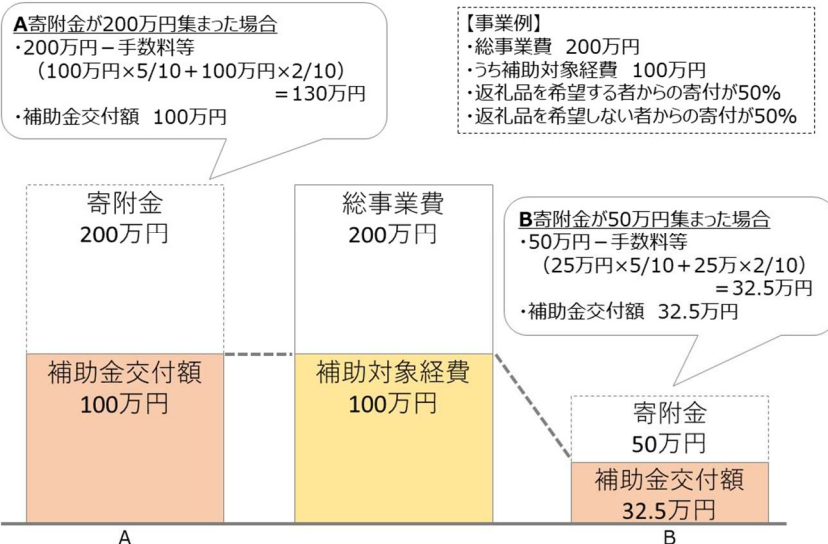 A寄附金が200万円集まった場合
・200万円－手数料等
（100万円×5/10＋100万円×2/10）
＝130万円
・補助金交付額 100万円
【事業例】
・総事業費 200万円
・うち補助対象経費 100万円
・返礼品を希望する者からの寄付が50%
・返礼品を希望しない者からの寄付が50%
寄附金
200万円
総事業費
200万円
B寄附金が50万円集まった場合
・50万円－手数料等
（25万円×5/10＋25万×2/10）
＝32.5万円
・補助金交付額 32.5万円
補助金交付額
100万円
補助対象経費
100万円
寄附金
50万円
補助金交付額
32.5万円
A
B